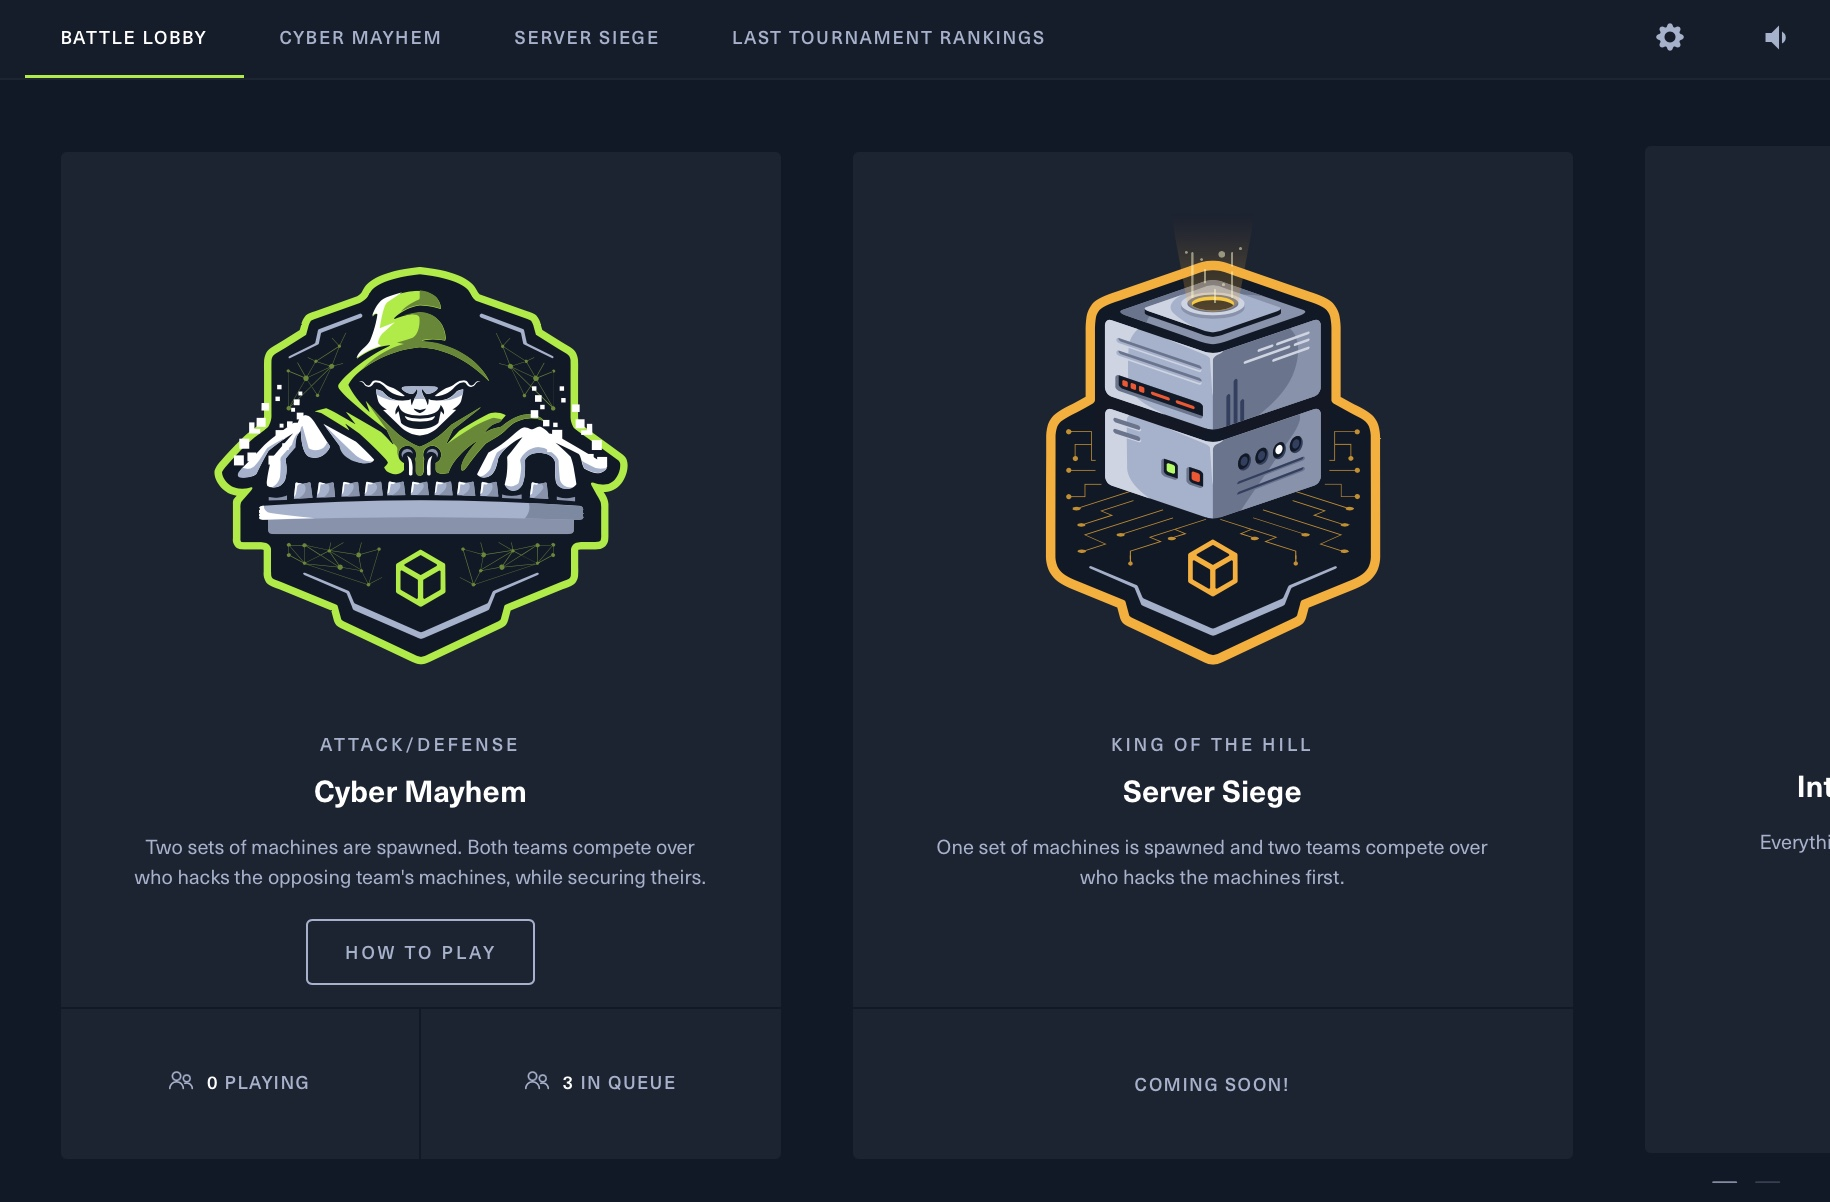 BATTLE LOBBY
CYBER MAYHEM
SERVER SIEGE
LAST TOURNAMENT RANKINGS
ATTACK/DEFENSE
Cyber Mayhem
Two sets of machines are spawned. Both teams compete over
who hacks the opposing team's machines, while securing theirs.
HOW TO PLAY
0 PLAYING
3 IN QUEUE
KING OF THE HILL
Server Siege
One set of machines is spawned and two teams compete over
who hacks the machines first.
COMING SOON!
Int
Everythi